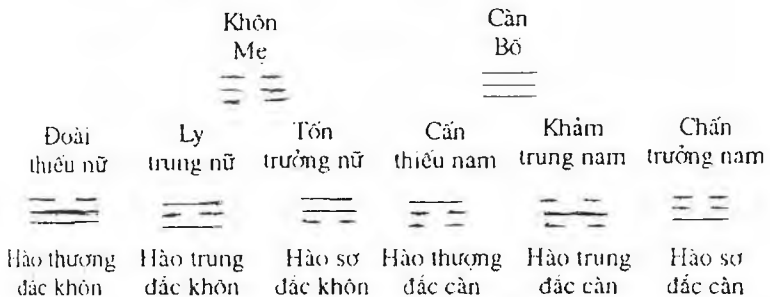 Khôn Càn
Mẹ Bố
Đoài Ly Tốn Cấn Khảm Chấn
thiếu nữ trung nữ trưởng nữ thiếu nam trung nam trưởng nam
Hào thương Hào trung Hào sơ Hào thượng Hào trung Hào sơ
đắc khôn đắc khôn đắc khôn đắc càn đắc càn đắc càn